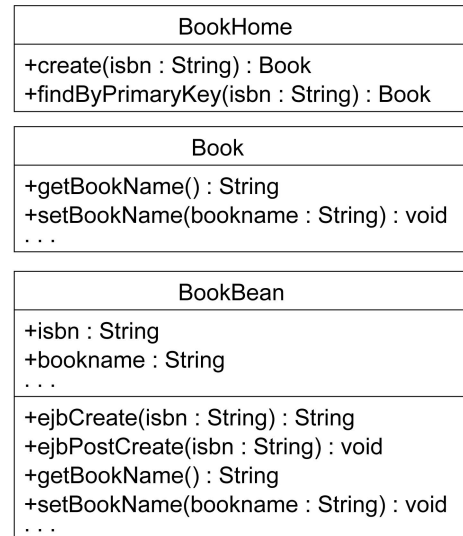 BookHome
+create(isbn : String) : Book
+findByPrimaryKey(isbn : String) : Book
Book
+getBookName() : String
+setBookName(bookname : String) : void
. . .
BookBean
+isbn : String
+bookname : String
. . .
+ejbCreate(isbn : String) : String
+ejbPostCreate(isbn : String) : void
+getBookName() : String
+setBookName(bookname : String) : void
. . .